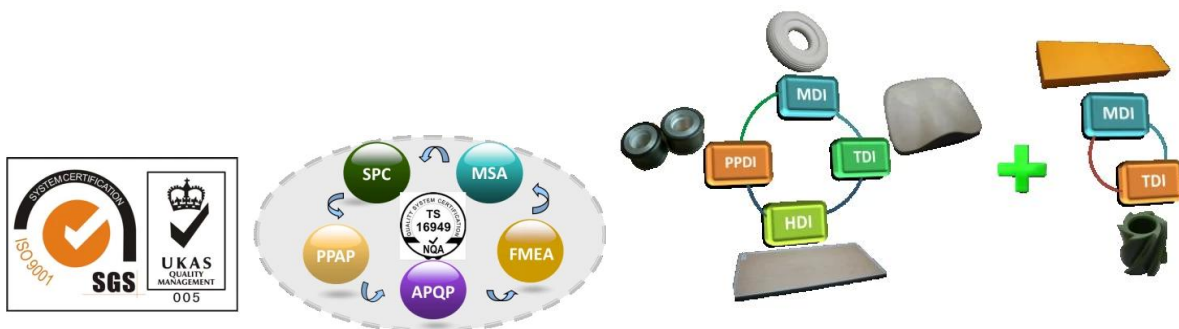 SYSTEM CERTIFICATION
ISO 9001
SGS
UKAS
QUALITY
MANAGEMENT
005
SPC
MSA
PPAP
FMEA
APQP
QUALITY SYSTEM CERTIFICATION
TS
16949
NQA
MDI
PPDI
TDI
HDI
MDI
TDI